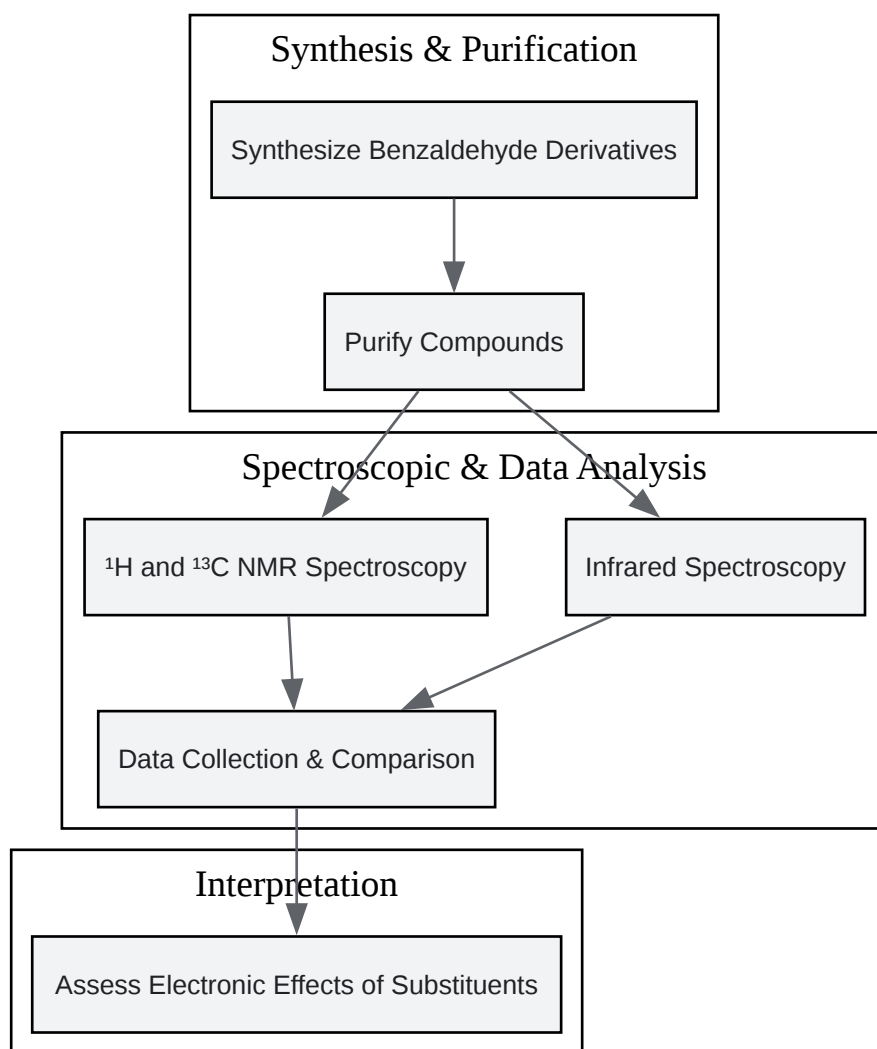 Synthesis & Purification
Synthesize Benzaldehyde Derivatives
Purify Compounds
Spectroscopic & Data Analysis
¹H and ¹³C NMR Spectroscopy
Infrared Spectroscopy
Data Collection & Comparison
Interpretation
Assess Electronic Effects of Substituents